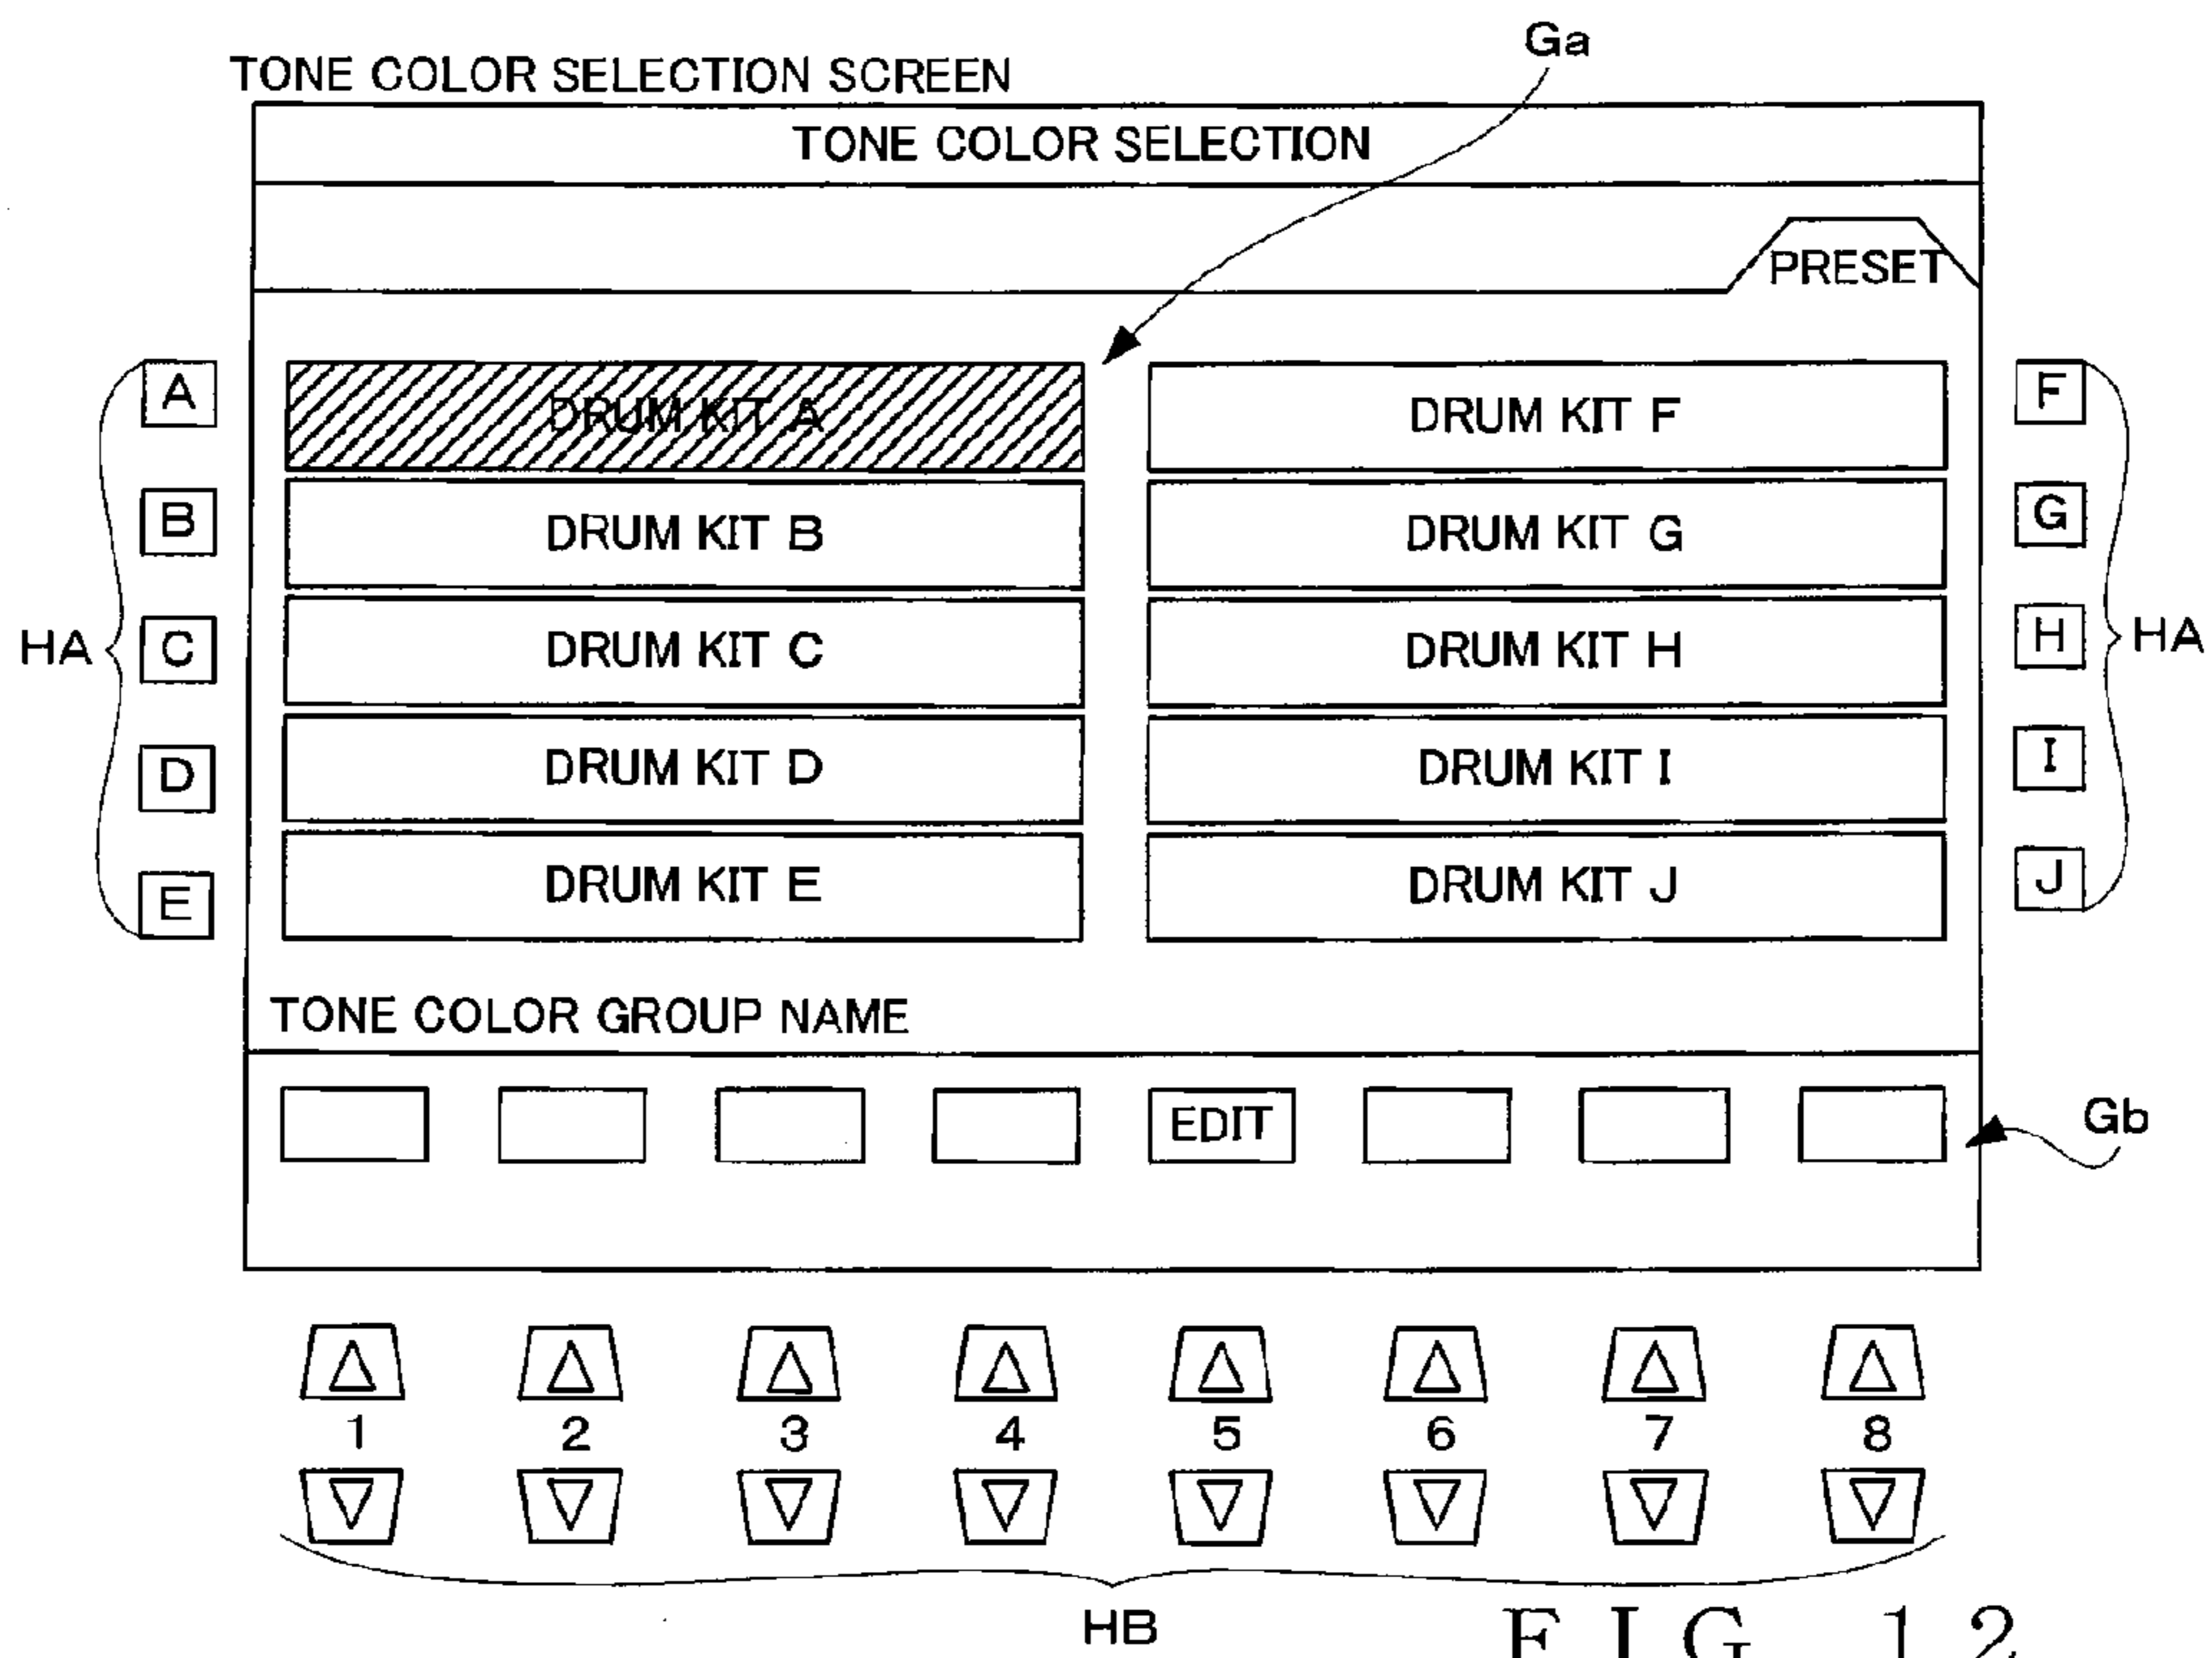 Ga
TONE COLOR SELECTION SCREEN
TONE COLOR SELECTION
PRESET
A
DRUM KIT A
DRUM KIT F
F
B
DRUM KIT B
DRUM KIT G
G
HA
C
DRUM KIT C
DRUM KIT H
H
HA
D
DRUM KIT D
DRUM KIT I
I
E
DRUM KIT E
DRUM KIT J
J
TONE COLOR GROUP NAME
EDIT
Gb
1 2 3 4 5 6 7 8
HB
FIG 12